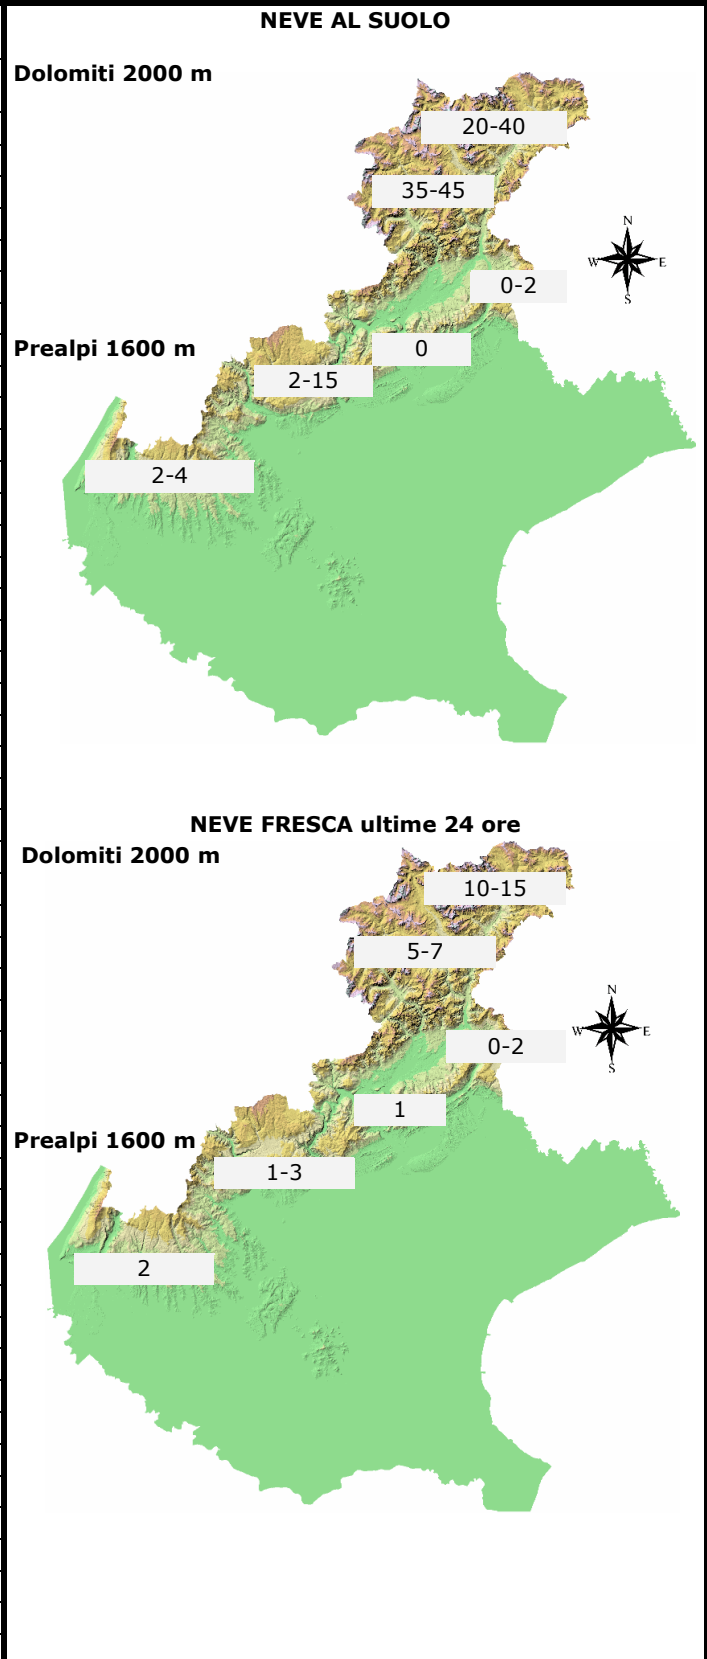 NEVE AL SUOLO
Dolomiti 2000 m
20-40
35-45
N
W E
S
0-2
Prealpi 1600 m
0
2-15
2-4
NEVE FRESCA ultime 24 ore
Dolomiti 2000 m
10-15
5-7
N
W E
S
0-2
1
Prealpi 1600 m
1-3
2